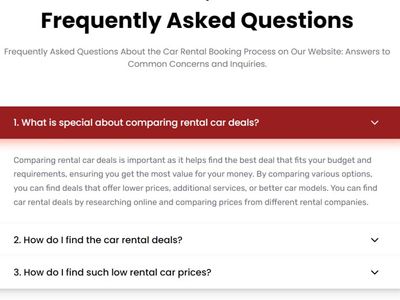 Frequently Asked Questions
Frequently Asked Questions About the Car Rental Booking Process on Our Website: Answers to
Common Concerns and Inquiries.
1. What is special about comparing rental car deals?
Comparing rental car deals is important as it helps find the best deal that fits your budget and
requirements, ensuring you get the most value for your money. By comparing various options,
you can find deals that offer lower prices, additional services, or better car models. You can find
car rental deals by researching online and comparing prices from different rental companies.
2. How do I find the car rental deals?
3. How do I find such low rental car prices?